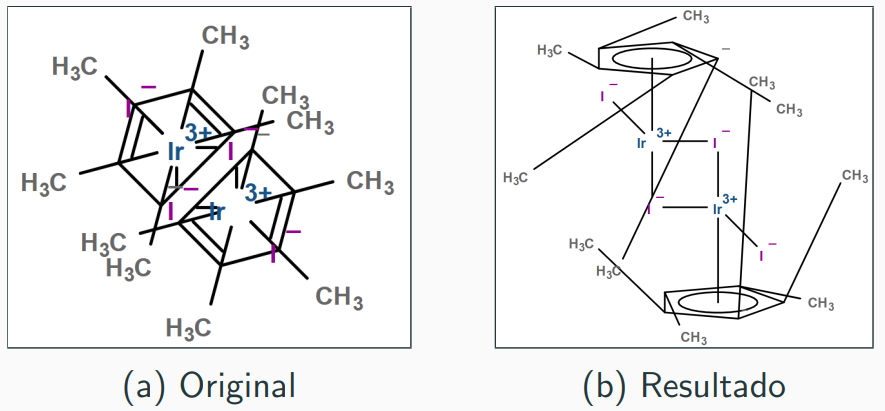 CH₃
H₃C
I⁻
CH₃
CH₃
3+
Ir
I⁻
H₃C
CH₃
3+
I⁻
Ir
H₃C
H₃C
I⁻
CH₃
H₃C
(a) Original
CH₃
H₃C
−
CH₃
I⁻
CH₃
Ir 3+
I⁻
H₃C
CH₃
I⁻
Ir 3+
H₃C
I⁻
H₃C
CH₃
CH₃
(b) Resultado